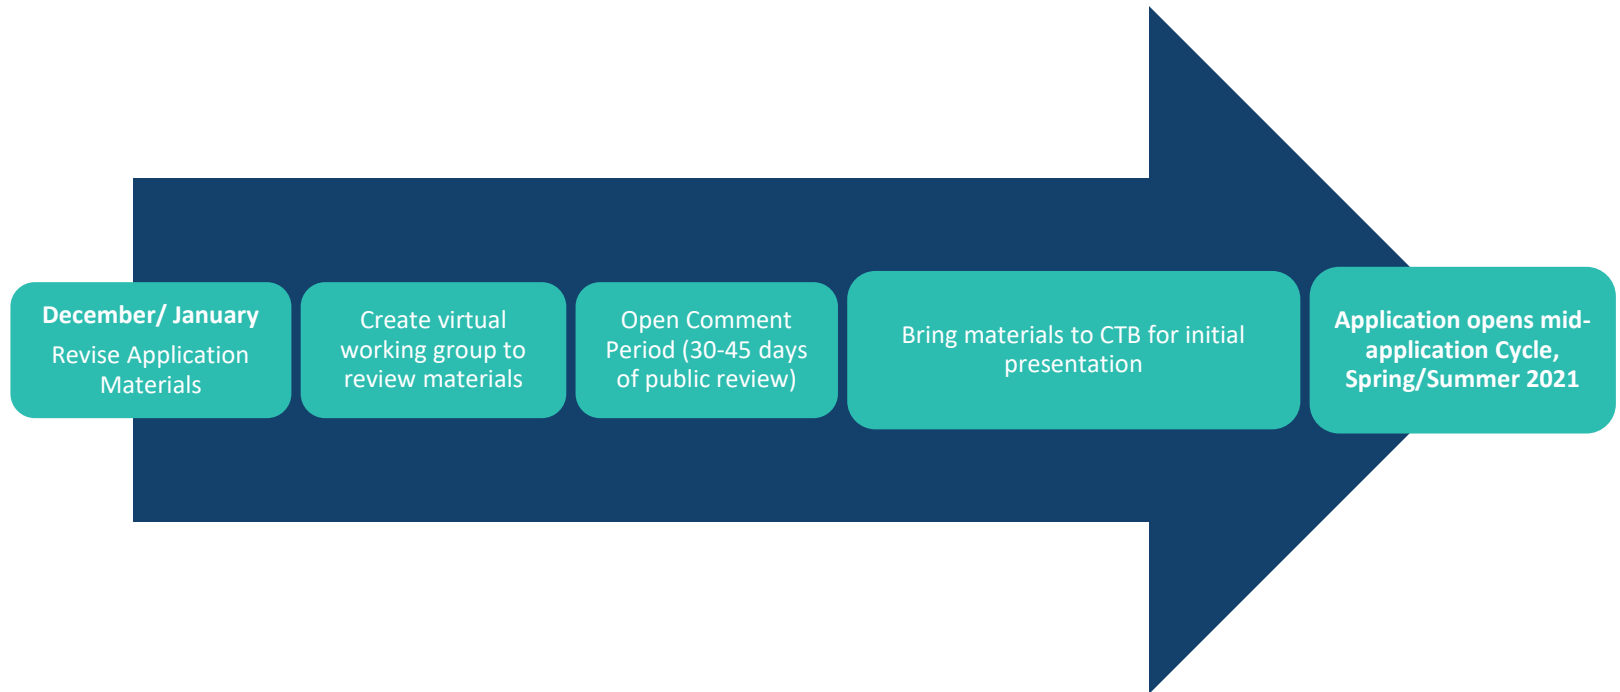 December/ January
Revise Application
Materials
Create virtual
working group to
review materials
Open Comment
Period (30-45 days
of public review)
Bring materials to CTB for initial
presentation
Application opens mid-
application Cycle,
Spring/Summer 2021